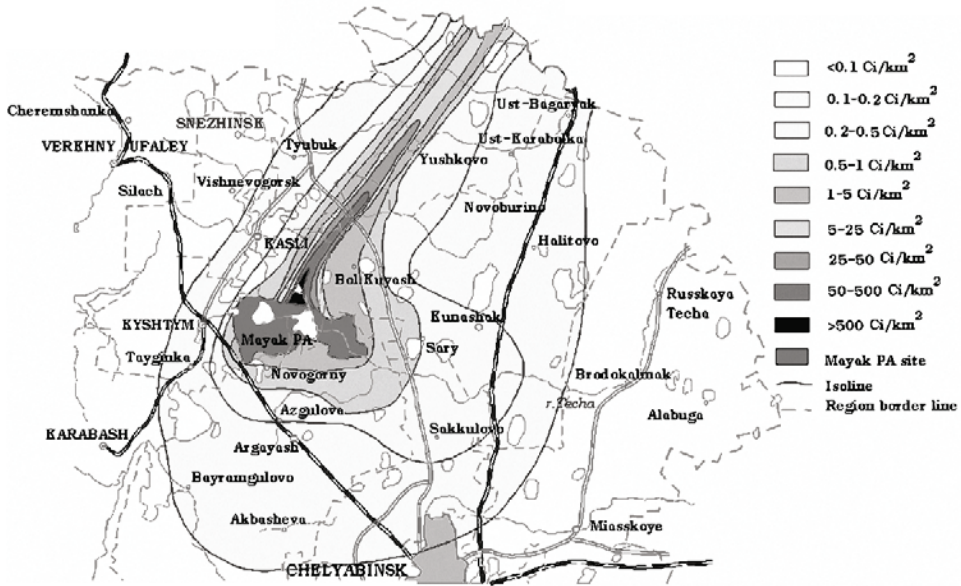 Cheremshanka
SNEZHINSK
VEREKHNY UFALEY
Tyubuk
Silach
Vishnevogorsk
Ust-Bagaryak
Ust-Karabolka
Yushkovo
Novoburino
KASLI
Halitovo
Bol.Kuyash
Russkaya
Techa
KYSHTYM
Kunashak
Mayak PA
Sary
Tayginka
Novogorny
Brodokalmak
r.Techa
Azgulova
Alabuga
KARABASH
Sakkulovo
Argayash
Bayramgulovo
Akbasheva
Miasskoye
CHELYABINSK
<0.1 Ci/km²
0.1-0.2 Ci/km²
0.2-0.5 Ci/km²
0.5-1 Ci/km²
1-5 Ci/km²
5-25 Ci/km²
25-50 Ci/km²
50-500 Ci/km²
>500 Ci/km²
Mayak PA site
Isoline
Region border line